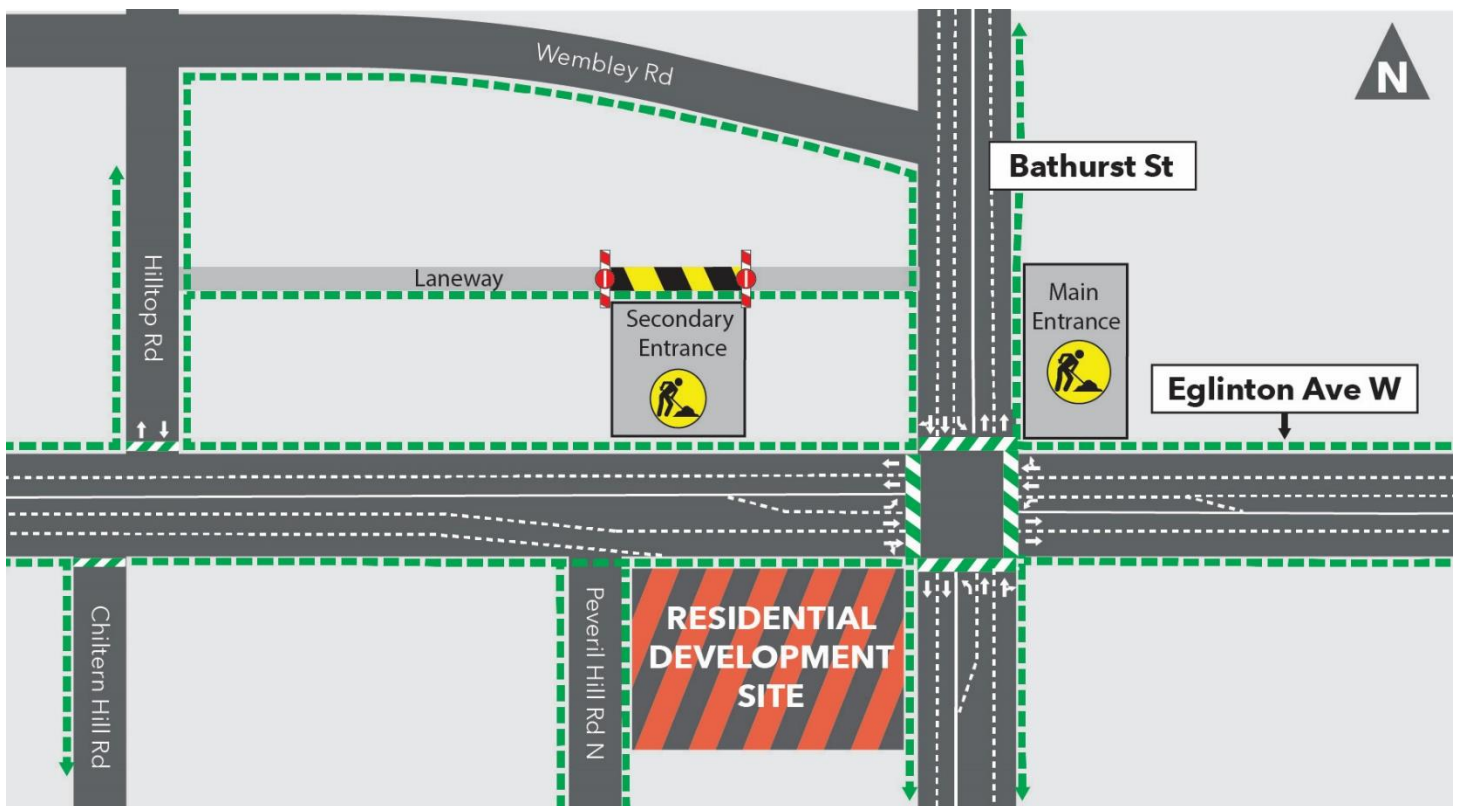 Wembley Rd
N
Bathurst St
Hilltop Rd
Laneway
Secondary
Entrance
Main
Entrance
Eglinton Ave W
Chiltern Hill Rd
Peveril Hill Rd N
RESIDENTIAL
DEVELOPMENT
SITE